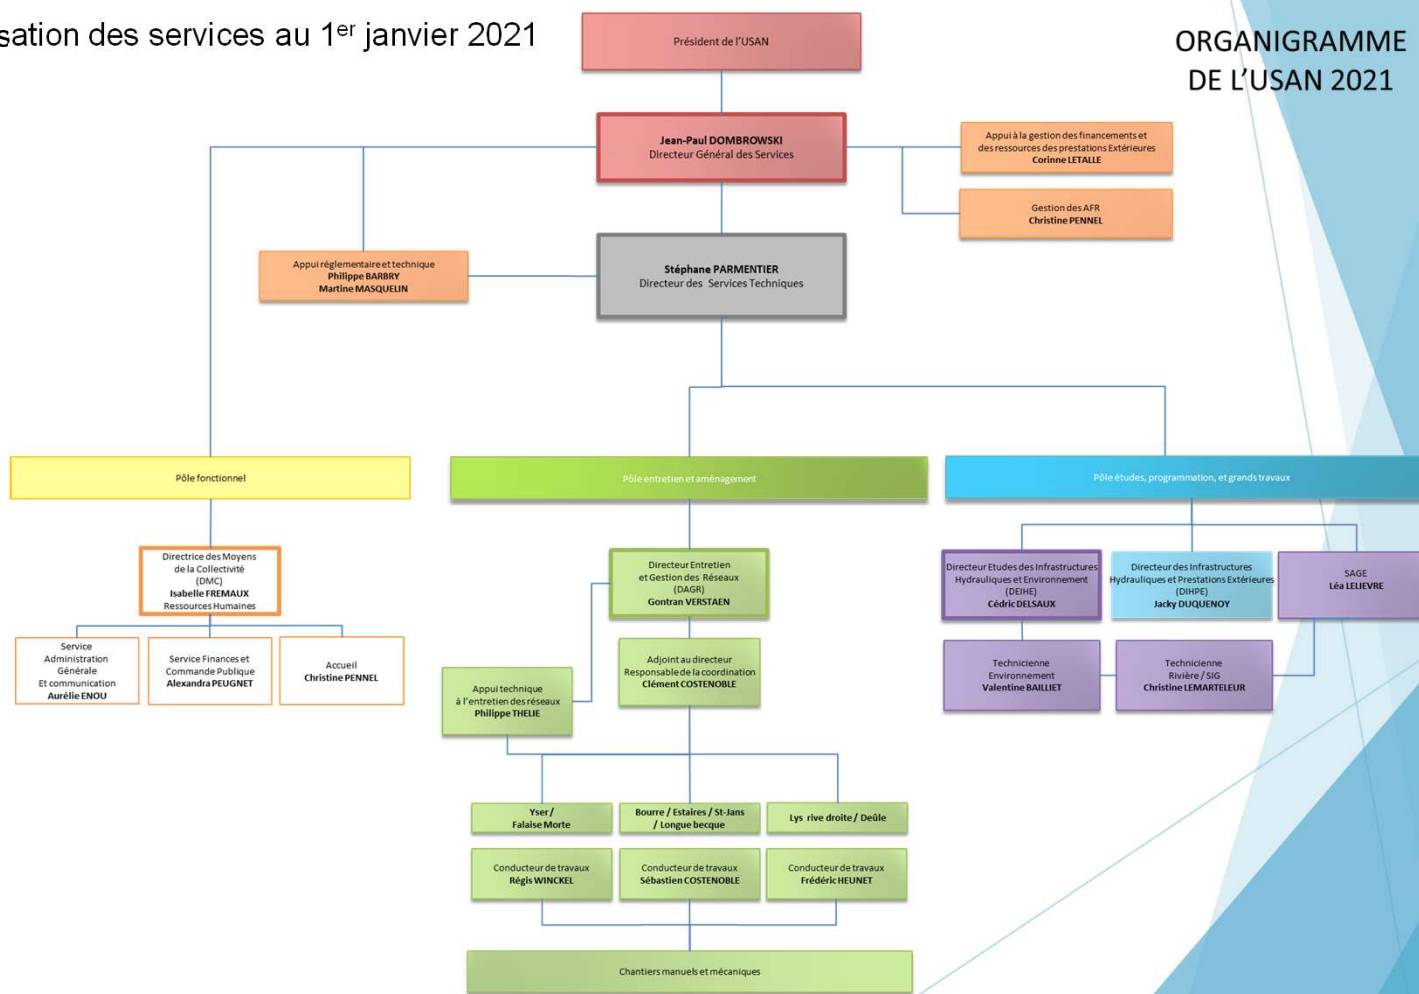 sation des services au 1er janvier 2021
ORGANIGRAMME
DE L'USAN 2021
Président de l'USAN
Jean-Paul DOMBROWSKI
Directeur Général des Services
Appui à la gestion des financements et
des ressources des prestations Extérieures
Corinne LETALLE
Gestion des AFR
Christine PENNEL
Appui réglementaire et technique
Philippe BARBRY
Martine MASQUELIN
Stéphane PARMENTIER
Directeur des Services Techniques
Pôle fonctionnel
Pôle entretien et aménagement
Pôle études, programmation, et grands travaux
Directrice des Moyens
de la Collectivité
(DMC)
Isabelle FREMAUX
Ressources Humaines
Directeur Entretien
et Gestion des Réseaux
(DAGR)
Gontran VERSTAEN
Directeur Etudes des Infrastructures
Hydrauliques et Environnement
(DEIHE)
Cédric DELSAUX
Directeur des Infrastructures
Hydrauliques et Prestations Extérieures
(DIHPE)
Jacky DUQUENOY
SAGE
Léa LELIEVRE
Service
Administration
Générale
Et communication
Aurélie ENOU
Service Finances et
Commande Publique
Alexandra PEUGNET
Accueil
Christine PENNEL
Adjoint au directeur
Responsable de la coordination
Clément COSTENOBLE
Technicienne
Environnement
Valentine BAILLIET
Technicienne
Rivière / SIG
Christine LEMARTELEUR
Appui technique
à l'entretien des réseaux
Philippe THELIE
Yser /
Falaise Morte
Bourre / Estaires / St-Jans
/ Longue becque
Lys rive droite / Deûle
Conducteur de travaux
Régis WINCKEL
Conducteur de travaux
Sébastien COSTENOBLE
Conducteur de travaux
Frédéric HEUNET
Chantiers manuels et mécaniques